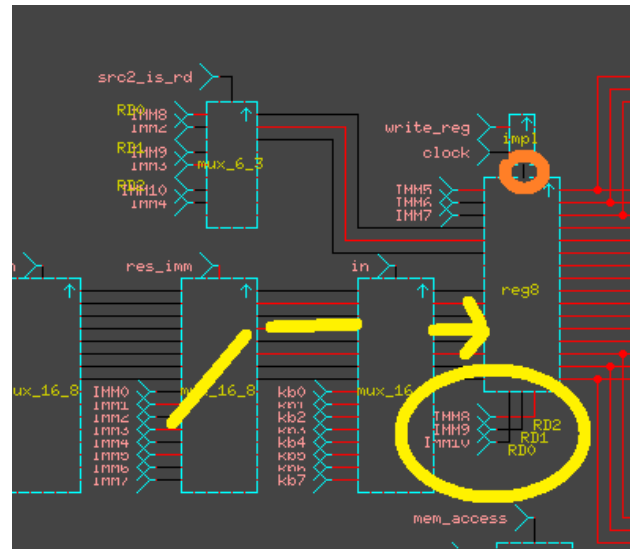 src2_is_rd
RD0
IMM8
IMM2
RD1
IMM9
IMM3
RD2
IMM10
IMM4
mux_6_3
write_reg
imp1
clock
IMM5
IMM6
IMM7
reg8
res_imm
in
mux_16_8
mux_16
IMM0
IMM1
IMM2
IMM3
IMM4
IMM5
IMM6
IMM7
kb0
kb1
kb2
kb3
kb4
kb5
kb6
kb7
IMM8
IMM9
IMM10
RD2
RD1
RD0
mem_access